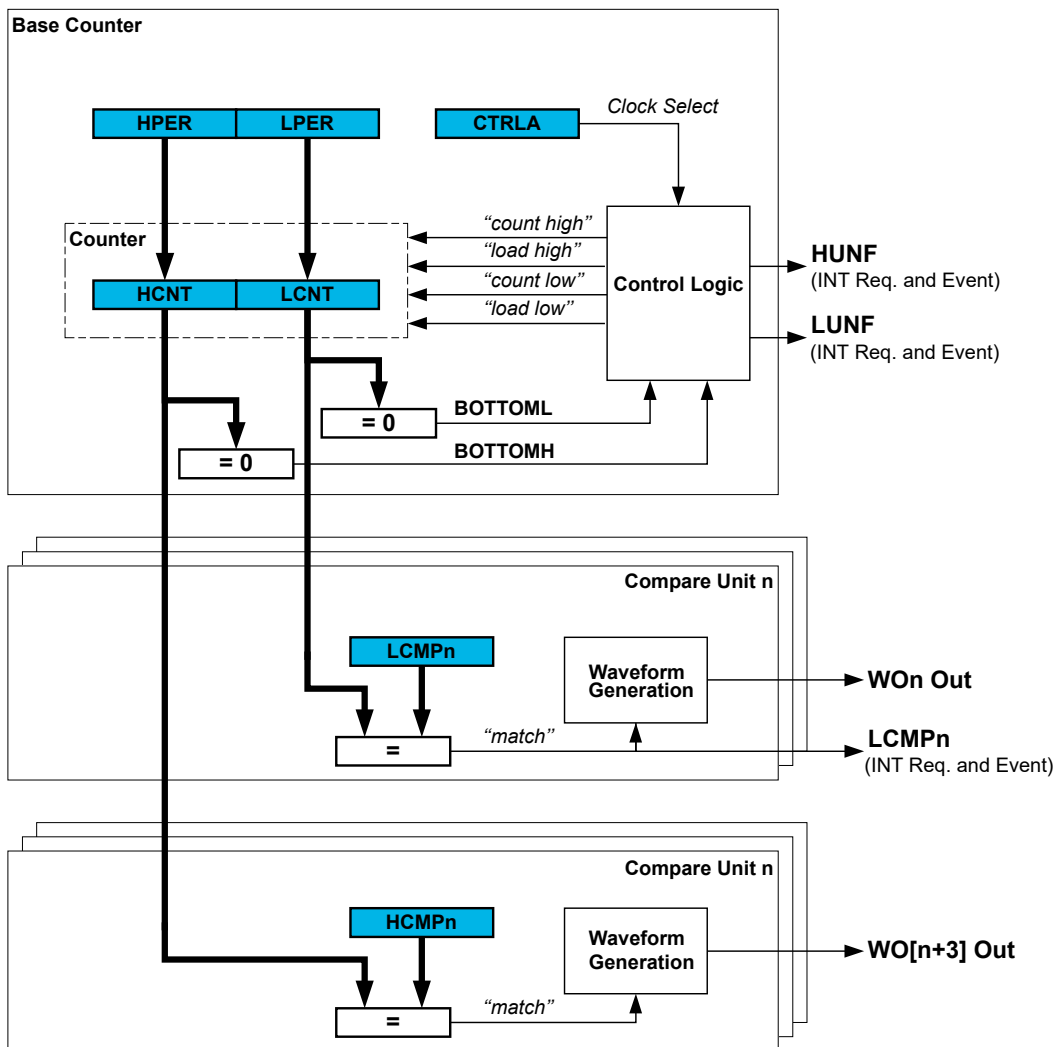 Base Counter
Clock Select
HPER LPER CTRLA
“count high”
Counter
“load high”
HUNF
(INT Req. and Event)
“count low”
Control Logic
HCNT LCNT
“load low”
LUNF
(INT Req. and Event)
= 0
BOTTOML
= 0
BOTTOMH
Compare Unit n
LCMPn
Waveform
Generation
WOn Out
=
“match”
LCMPn
(INT Req. and Event)
Compare Unit n
HCMPn
Waveform
Generation
WO[n+3] Out
=
“match”